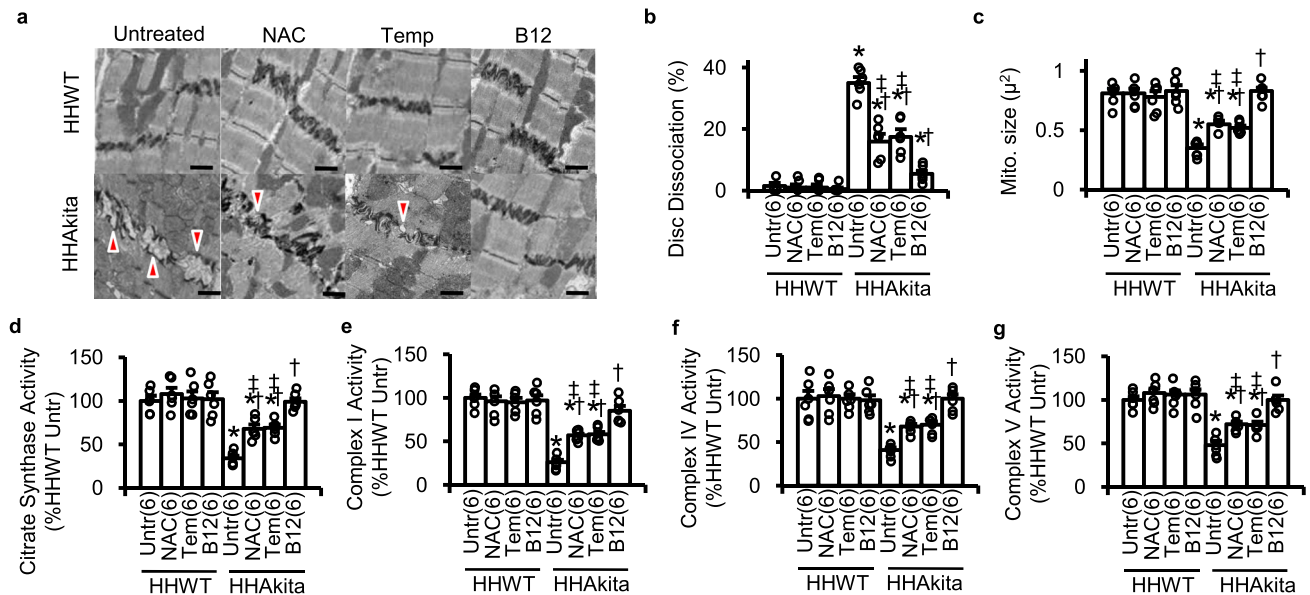 a
Untreated NAC Temp B12
HHWT
HHAkita
b
Disc Dissociation (%)
40
20
0
*
‡
*†
‡
*†
*†
Untr(6) NAC(6) Tem(6) B12(6) Untr(6) NAC(6) Tem(6) B12(6)
HHWT HHAkita
c
Mito. size (μ²)
1
0.5
0
*
‡
*†
‡
*†
†
Untr(6) NAC(6) Tem(6) B12(6) Untr(6) NAC(6) Tem(6) B12(6)
HHWT HHAkita
d
Citrate Synthase Activity
(%HHWT Untr)
150
100
50
0
*
‡
*†
‡
*†
†
Untr(6) NAC(6) Tem(6) B12(6) Untr(6) NAC(6) Tem(6) B12(6)
HHWT HHAkita
e
Complex I Activity
(%HHWT Untr)
150
100
50
0
*
‡
*†
‡
*†
†
Untr(6) NAC(6) Tem(6) B12(6) Untr(6) NAC(6) Tem(6) B12(6)
HHWT HHAkita
f
Complex IV Activity
(%HHWT Untr)
150
100
50
0
*
‡
*†
‡
*†
†
Untr(6) NAC(6) Tem(6) B12(6) Untr(6) NAC(6) Tem(6) B12(6)
HHWT HHAkita
g
Complex V Activity
(%HHWT Untr)
150
100
50
0
*
‡
*†
‡
*†
†
Untr(6) NAC(6) Tem(6) B12(6) Untr(6) NAC(6) Tem(6) B12(6)
HHWT HHAkita